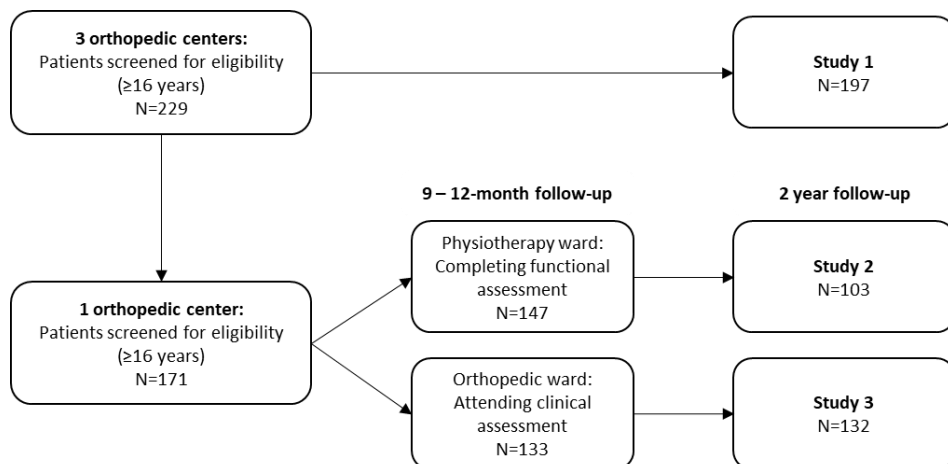 3 orthopedic centers:
Patients screened for eligibility
(≥16 years)
N=229
Study 1
N=197
9 – 12-month follow-up
2 year follow-up
Physiotherapy ward:
Completing functional
assessment
N=147
Study 2
N=103
1 orthopedic center:
Patients screened for eligibility
(≥16 years)
N=171
Orthopedic ward:
Attending clinical
assessment
N=133
Study 3
N=132